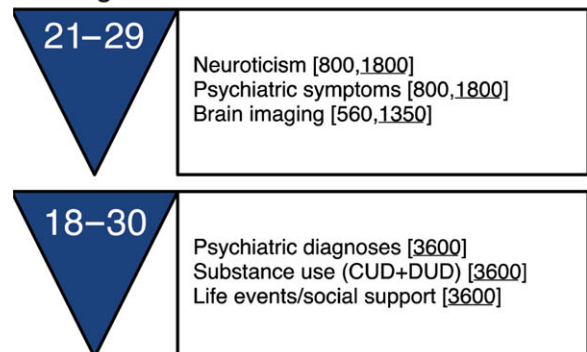 21–29
Neuroticism [800,1800]
Psychiatric symptoms [800,1800]
Brain imaging [560,1350]
18–30
Psychiatric diagnoses [3600]
Substance use (CUD+DUD) [3600]
Life events/social support [3600]